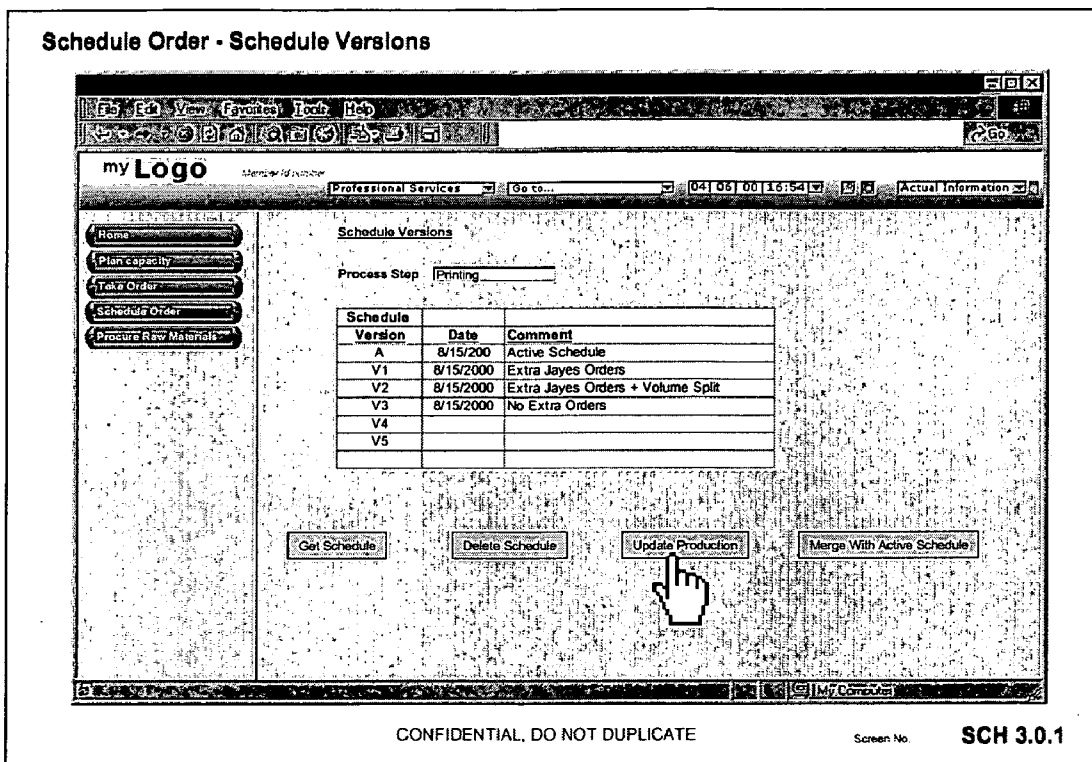 Schedule Order - Schedule Versions
File Edit View Favorites Tools Help
Go
my Logo
Member Id number
Professional Services
Go to...
04| 06| 00| 16:54
Actual Information
Home
Plan capacity
Take Order
Schedule Order
Procure Raw Materials
Schedule Versions
Process Step Printing
Schedule
Version Date Comment
A 8/15/200 Active Schedule
V1 8/15/2000 Extra Jayes Orders
V2 8/15/2000 Extra Jayes Orders + Volume Split
V3 8/15/2000 No Extra Orders
V4
V5
Get Schedule
Delete Schedule
Update Production
Merge With Active Schedule
My Computer
CONFIDENTIAL, DO NOT DUPLICATE
Screen No. SCH 3.0.1